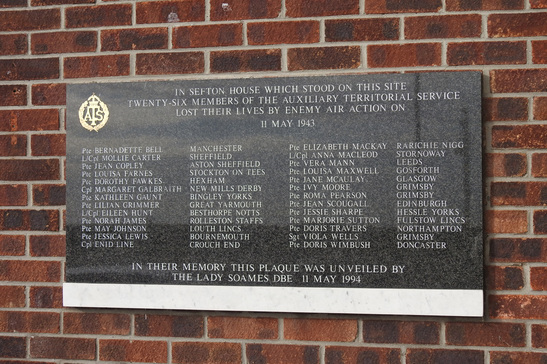 ATS
IN SEFTON HOUSE WHICH STOOD ON THIS SITE
TWENTY-SIX MEMBERS OF THE AUXILIARY TERRITORIAL SERVICE
LOST THEIR LIVES BY ENEMY AIR ACTION ON
11 MAY 1943
Pte BERNADETTE BELL MANCHESTER
L/Cpl MOLLIE CARTER SHEFFIELD
Pte JEAN COPLEY ASTON SHEFFIELD
Pte LOUISA FARNES STOCKTON ON TEES
Pte DOROTHY FAWKES HEXHAM
Cpl MARGARET GALBRAITH NEW MILLS DERBY
Pte KATHLEEN GAUNT BINGLEY YORKS
Pte LILIAN GRIMMER GREAT YARMOUTH
L/Cpl EILEEN HUNT BESTHORPE NOTTS
Pte NORAH JAMES ROLLESTON STAFFS
Pte MAY JOHNSON LOUTH LINCS
Pte JESSICA LEWIS BOURNEMOUTH
Cpl ENID LINE CROUCH END
Pte ELIZABETH MACKAY RARICHIE NIGG
L/Cpl ANNA MACLEOD STORNOWAY
Pte VERA MANN LEEDS
Pte LOUISA MAXWELL GOSFORTH
Pte JANE MCAULAY GLASGOW
Pte IVY MOORE GRIMSBY
Pte ROMA PEARSON GRIMSBY
Pte JEAN SCOUGALL EDINBURGH
Pte JESSIE SHARPE HESSLE YORKS
Pte MARJORIE SUTTON FULSTOW LINCS
Pte DORIS TRAVERS NORTHAMPTON
Sgt VIOLA WELLS GRIMSBY
Pte DORIS WIMBUSH DONCASTER
IN THEIR MEMORY THIS PLAQUE WAS UNVEILED BY
THE LADY SOAMES DBE 11 MAY 1994